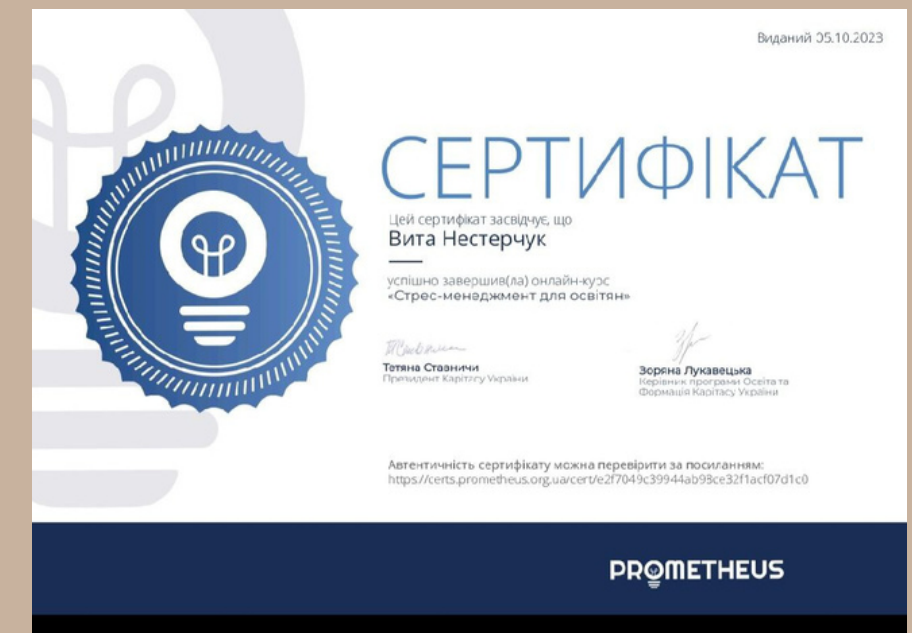 Виданий 05.10.2023
СЕРТИФІКАТ
Цей сертифікат засвідчує, що
Вита Нестерчук
успішно завершив(ла) онлайн-курс
«Стрес-менеджмент для освітян»
Тетяна Ставничи
Президент Карітасу України
Зоряна Лукавецька
Керівник програми Освіта та
Формація Карітасу України
Автентичність сертифікату можна перевірити за посиланням:
https://certs.prometheus.org.ua/cert/e2f7049c39944ab98ce32f1acf07d1c0
PROMETHEUS